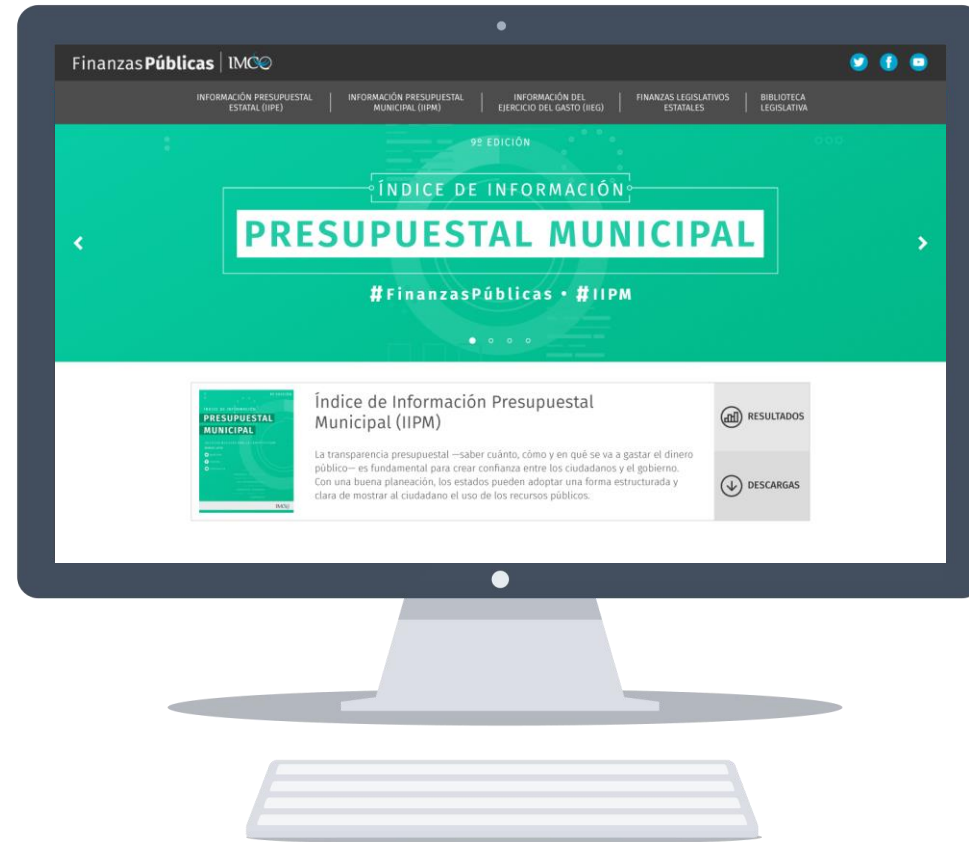 FinanzasPúblicas | IMCO
INFORMACIÓN PRESUPUESTAL
ESTATAL (IIPE)
INFORMACIÓN PRESUPUESTAL
MUNICIPAL (IIPM)
INFORMACIÓN DEL
EJERCICIO DEL GASTO (IIEG)
FINANZAS LEGISLATIVOS
ESTATALES
BIBLIOTECA
LEGISLATIVA
9ª EDICIÓN
ÍNDICE DE INFORMACIÓN
PRESUPUESTAL MUNICIPAL
#FinanzasPúblicas • #IIPM
ÍNDICE DE INFORMACIÓN
PRESUPUESTAL
MUNICIPAL
IMCO
Índice de Información Presupuestal
Municipal (IIPM)
La transparencia presupuestal —saber cuánto, cómo y en qué se va a gastar el dinero
público— es fundamental para crear confianza entre los ciudadanos y el gobierno.
Con una buena planeación, los estados pueden adoptar una forma estructurada y
clara de mostrar al ciudadano el uso de los recursos públicos.
RESULTADOS
DESCARGAS